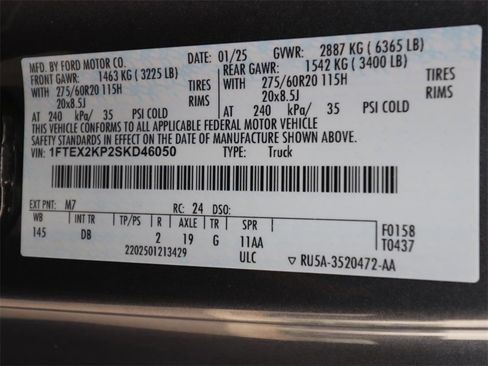 MFD. BY FORD MOTOR CO. DATE: 01/25 GVWR: 2887 KG ( 6365 LB)
FRONT GAWR: 1463 KG ( 3225 LB) REAR GAWR: 1542 KG ( 3400 LB)
WITH 275/60R20 115H TIRES WITH 275/60R20 115H TIRES
20x8.5J RIMS 20x8.5J RIMS
AT 240 kPa/ 35 PSI COLD AT 240 kPa/ 35 PSI COLD
THIS VEHICLE CONFORMS TO ALL APPLICABLE FEDERAL MOTOR VEHICLE
SAFETY STANDARDS IN EFFECT ON THE DATE OF MANUFACTURE SHOWN ABOVE.
VIN: 1FTEX2KP2SKD46050 TYPE: Truck
EXT PNT: M7 RC: 24 DSO:
WB INT TR TP/PS R AXLE TR SPR F0158
145 DB 2 19 G 11AA T0437
2202501213429 ULC ▽ RU5A-3520472-AA